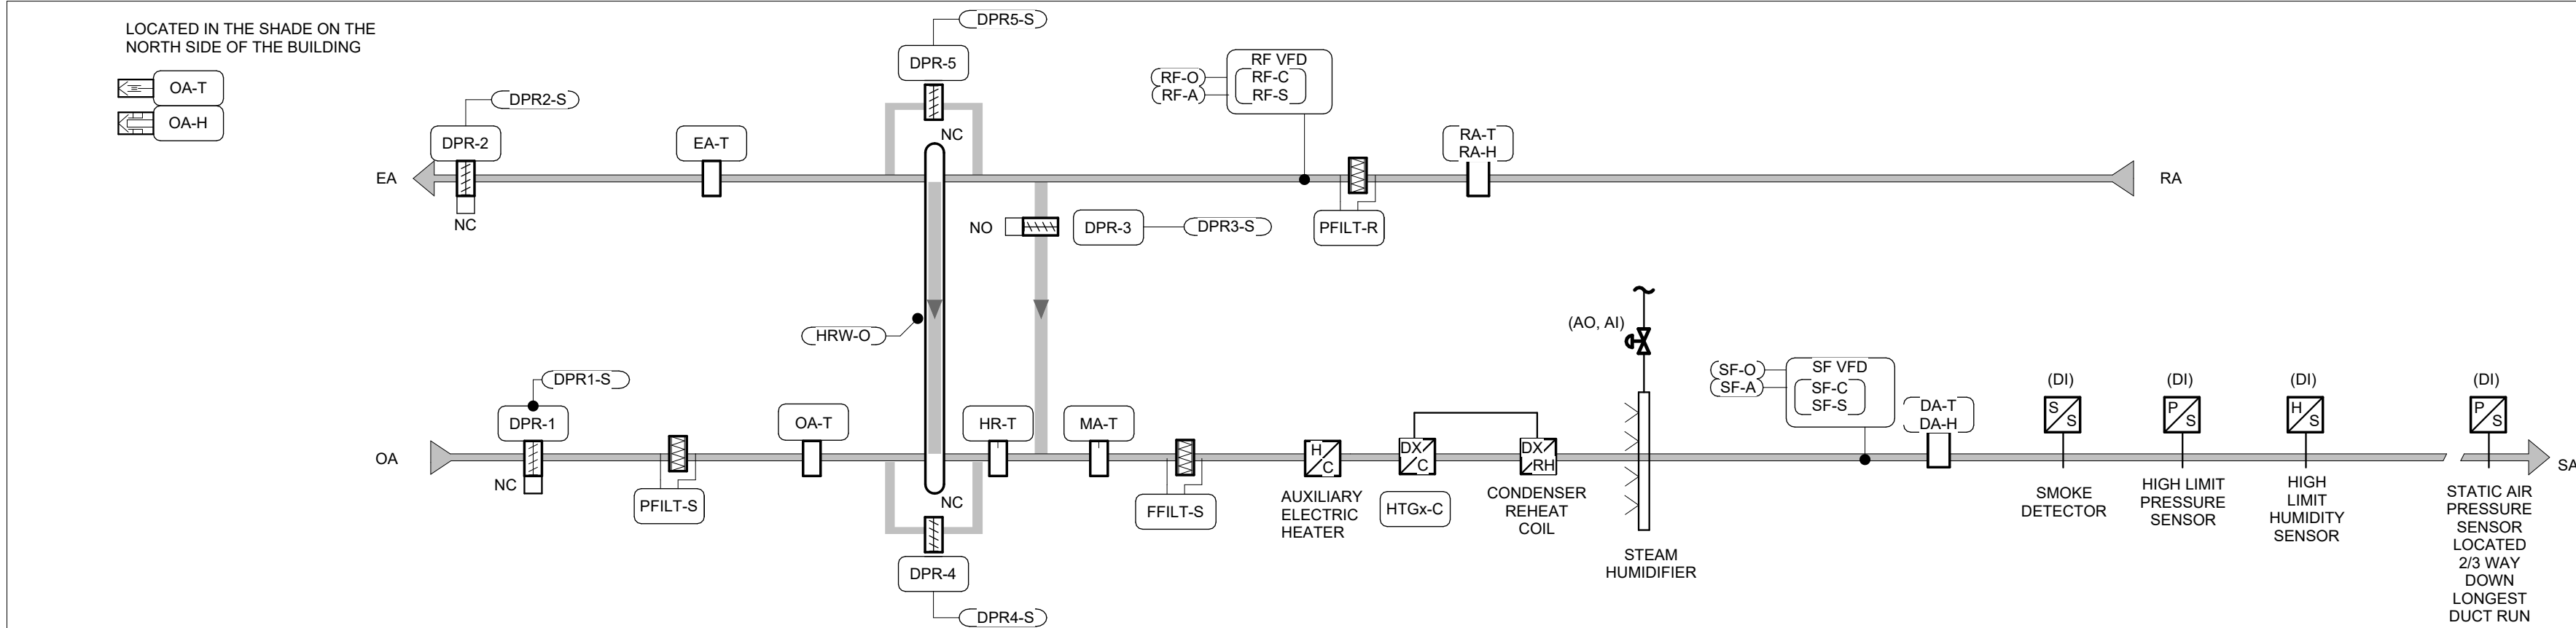 LOCATED IN THE SHADE ON THE
NORTH SIDE OF THE BUILDING
OA-T
OA-H
DPR5-S
DPR-5
NC
DPR2-S
DPR-2
NC
EA
EA-T
RF-O
RF-A
RF VFD
RF-C
RF-S
RA-T
RA-H
RA
NO
DPR-3
DPR3-S
PFILT-R
HRW-O
(AO, AI)
DPR1-S
DPR-1
OA
NC
PFILT-S
OA-T
HR-T
MA-T
NC
DPR-4
DPR4-S
FFILT-S
H
C
AUXILIARY
ELECTRIC
HEATER
DX
C
HTGx-C
DX
RH
CONDENSER
REHEAT
COIL
STEAM
HUMIDIFIER
SF-O
SF-A
SF VFD
SF-C
SF-S
DA-T
DA-H
(DI)
S
S
SMOKE
DETECTOR
(DI)
P
S
HIGH LIMIT
PRESSURE
SENSOR
(DI)
H
S
HIGH
LIMIT
HUMIDITY
SENSOR
(DI)
P
S
SA
STATIC AIR
PRESSURE
SENSOR
LOCATED
2/3 WAY
DOWN
LONGEST
DUCT RUN